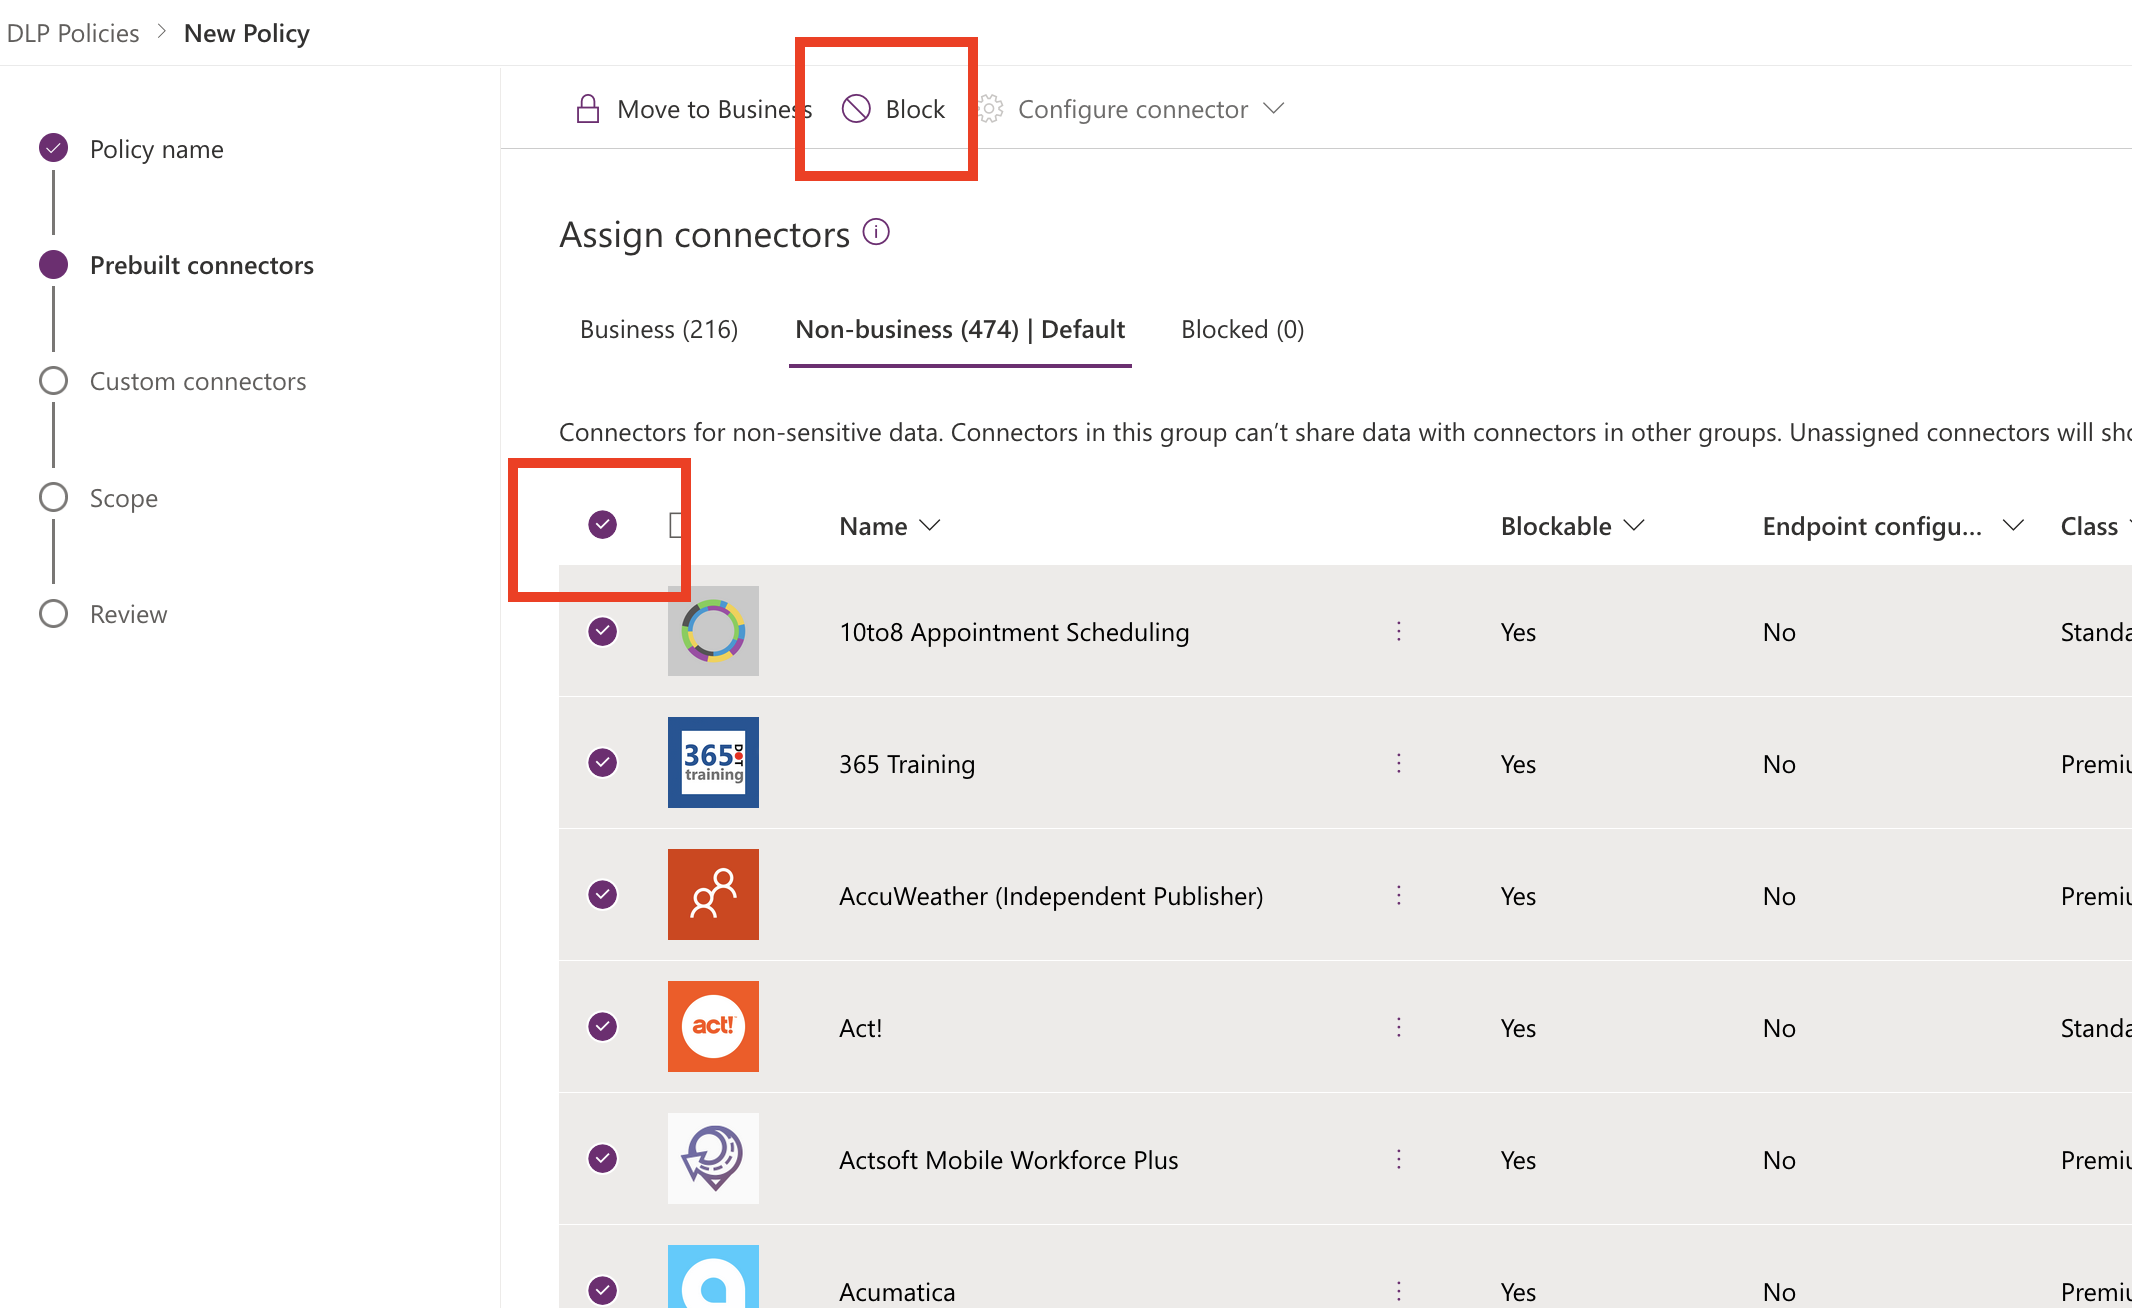 DLP Policies > New Policy
Move to Business
Block
Configure connector
Policy name
Prebuilt connectors
Custom connectors
Scope
Review
Assign connectors
Business (216)
Non-business (474) | Default
Blocked (0)
Connectors for non-sensitive data. Connectors in this group can't share data with connectors in other groups. Unassigned connectors will sho
Name
Blockable
Endpoint configu...
Class
10to8 Appointment Scheduling
Yes
No
Standa
365 DOT
training
365 Training
Yes
No
Premiu
AccuWeather (Independent Publisher)
Yes
No
Premiu
act!
Act!
Yes
No
Standa
Actsoft Mobile Workforce Plus
Yes
No
Premiu
Acumatica
Yes
No
Premiu